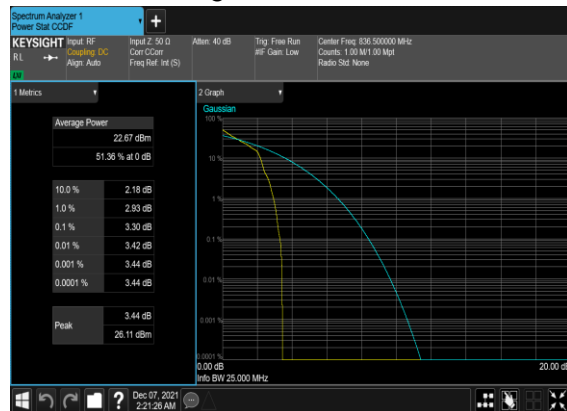 Spectrum Analyzer 1
Power Stat CCDF
+
KEYSIGHT
RL
Input: RF
Coupling: DC
Align: Auto
Input Z: 50 Ω
Corr CCorr
Freq Ref: Int (S)
Atten: 40 dB
Trig: Free Run
#IF Gain: Low
Center Freq: 836.500000 MHz
Counts: 1.00 M/1.00 Mpt
Radio Std: None
1 Metrics
Average Power
22.67 dBm
51.36 % at 0 dB
10.0 % 2.18 dB
1.0 % 2.93 dB
0.1 % 3.30 dB
0.01 % 3.42 dB
0.001 % 3.44 dB
0.0001 % 3.44 dB
Peak
3.44 dB
26.11 dBm
2 Graph
Gaussian
100 %
10 %
1 %
0.1 %
0.01 %
0.001 %
0.0001 %
0.00 dB 20.00 dB
Info BW 25.000 MHz
?
Dec 07, 2021
2:21:26 AM